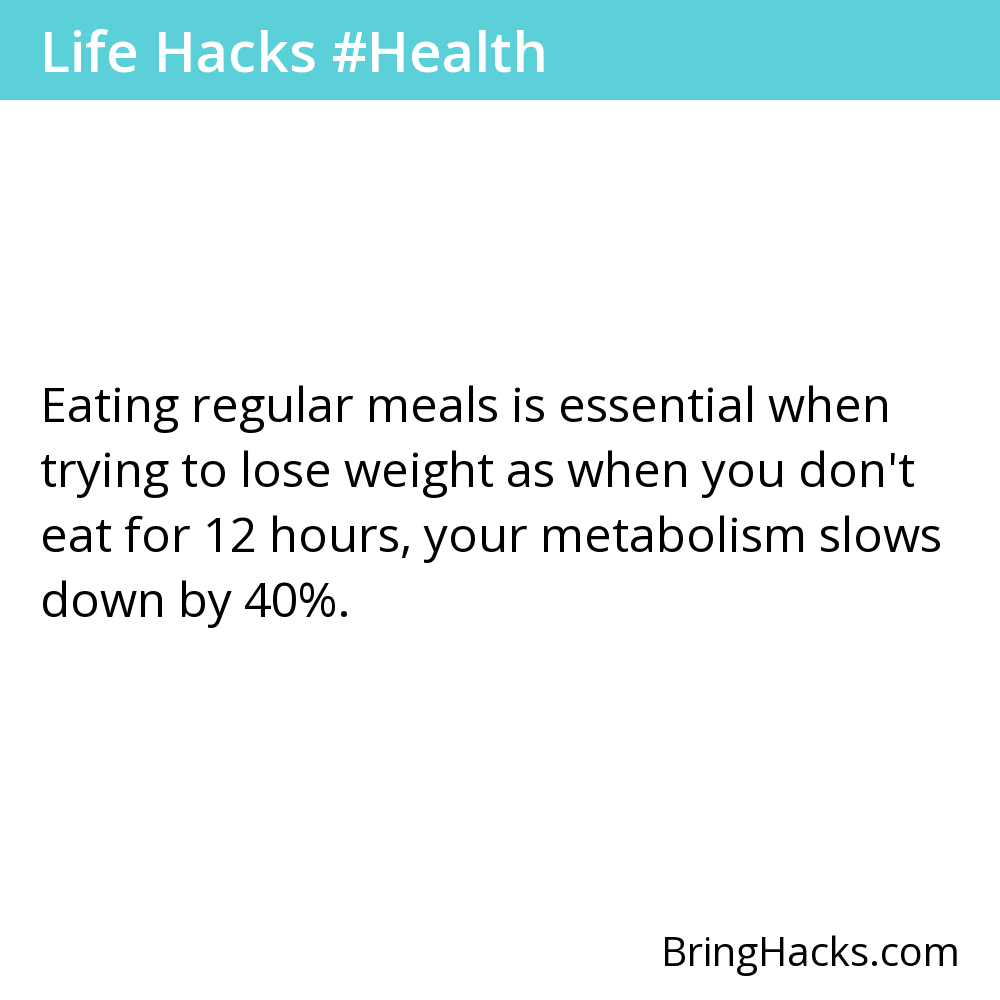 Life Hacks #Health
Eating regular meals is essential when
trying to lose weight as when you don't
eat for 12 hours, your metabolism slows
down by 40%.
BringHacks.com